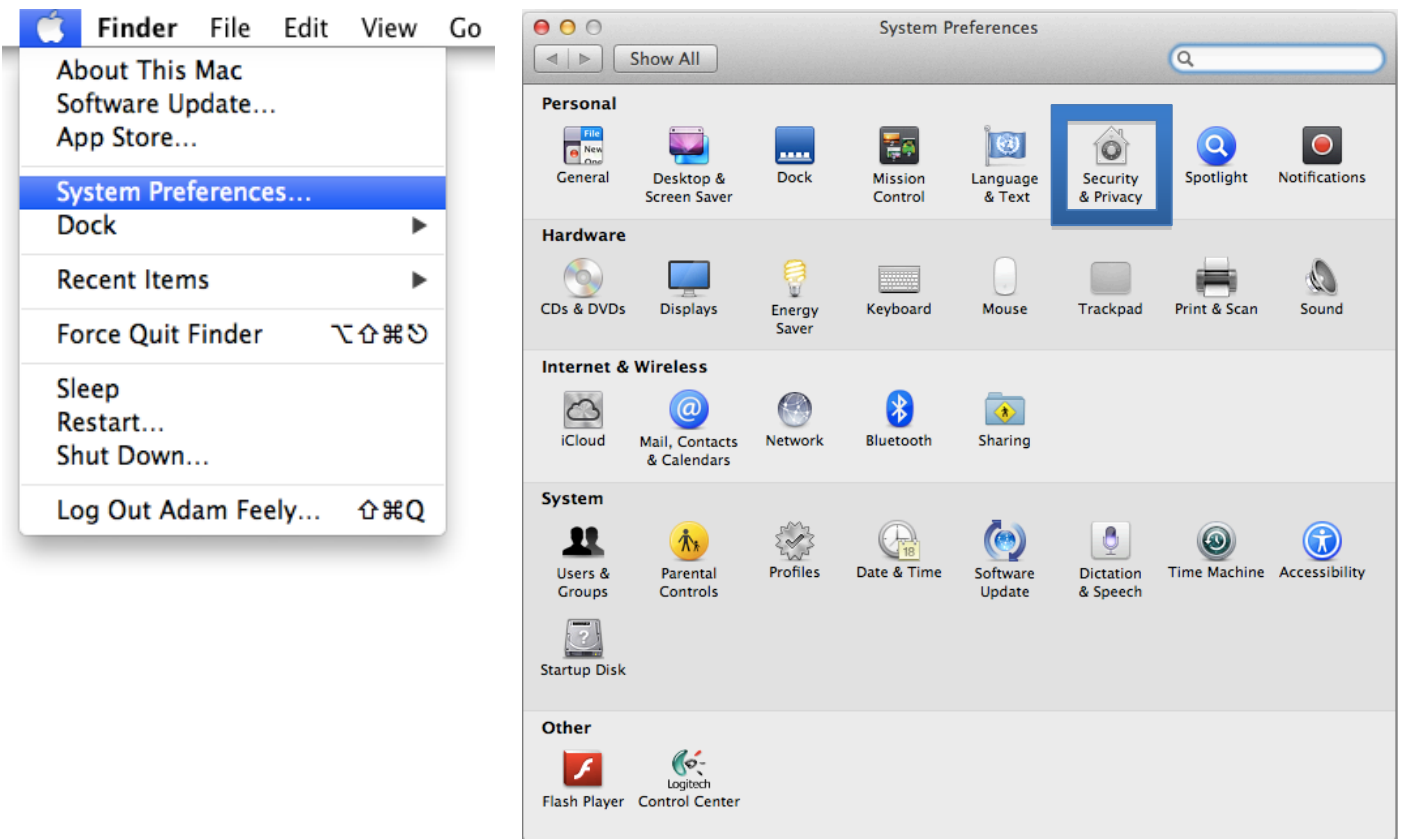 Finder File Edit View Go
About This Mac
Software Update...
App Store...
System Preferences...
Dock ▶
Recent Items ▶
Force Quit Finder ⌥⇧⌘⎋
Sleep
Restart...
Shut Down...
Log Out Adam Feely... ⇧⌘Q
System Preferences
Show All
Personal
File
New
One
General
Desktop &
Screen Saver
Dock
Mission
Control
Language
& Text
Security
& Privacy
Spotlight
Notifications
Hardware
CDs & DVDs
Displays
Energy
Saver
Keyboard
Mouse
Trackpad
Print & Scan
Sound
Internet & Wireless
iCloud
Mail, Contacts
& Calendars
Network
Bluetooth
Sharing
System
Users &
Groups
Parental
Controls
Profiles
18
Date & Time
Software
Update
Dictation
& Speech
Time Machine
Accessibility
Startup Disk
Other
Flash Player
Logitech
Control Center